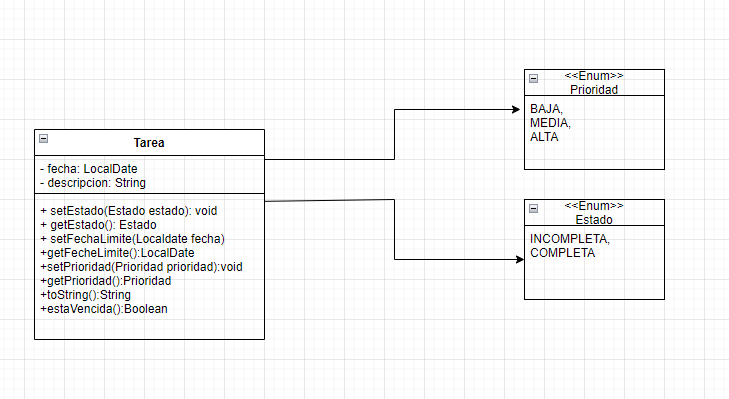 Tarea
- fecha: LocalDate
- descripcion: String
+ setEstado(Estado estado): void
+ getEstado(): Estado
+ setFechaLimite(Localdate fecha)
+getFecheLimite():LocalDate
+setPrioridad(Prioridad prioridad):void
+getPrioridad():Prioridad
+toString():String
+estaVencida():Boolean
<<Enum>>
Prioridad
BAJA,
MEDIA,
ALTA
<<Enum>>
Estado
INCOMPLETA,
COMPLETA